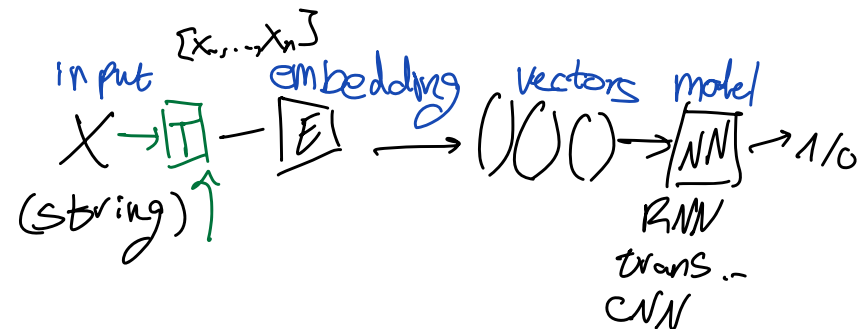 [x1,...,xn]
input embedding vectors model
X → T — E → ()()() → NN → 1/0
(string)
RNN
trans...
CNN